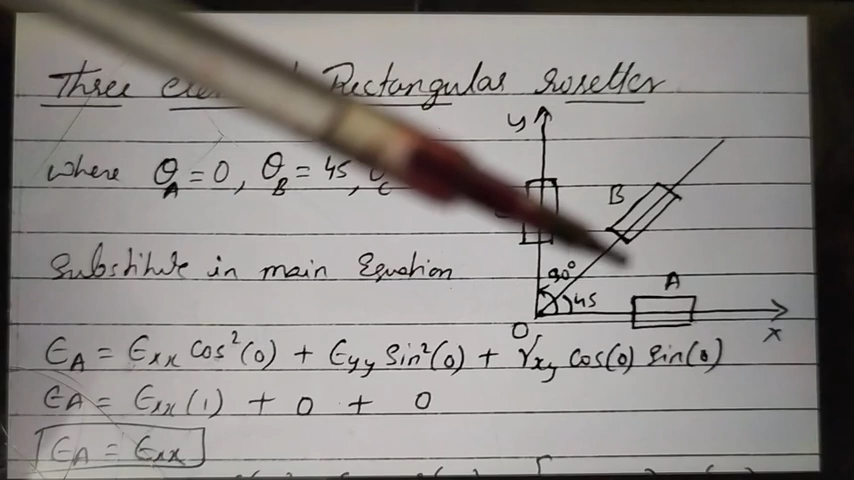 Three Rectangular rosettes
where θA = 0, θB = 45,
Substitute in main Equation
y
B
90°
A
45
O
x
ϵA = ϵxx Cos²(0) + ϵyy Sin²(0) + γxy Cos(0) Sin(0)
ϵA = ϵxx (1) + 0 + 0
ϵA = ϵxx